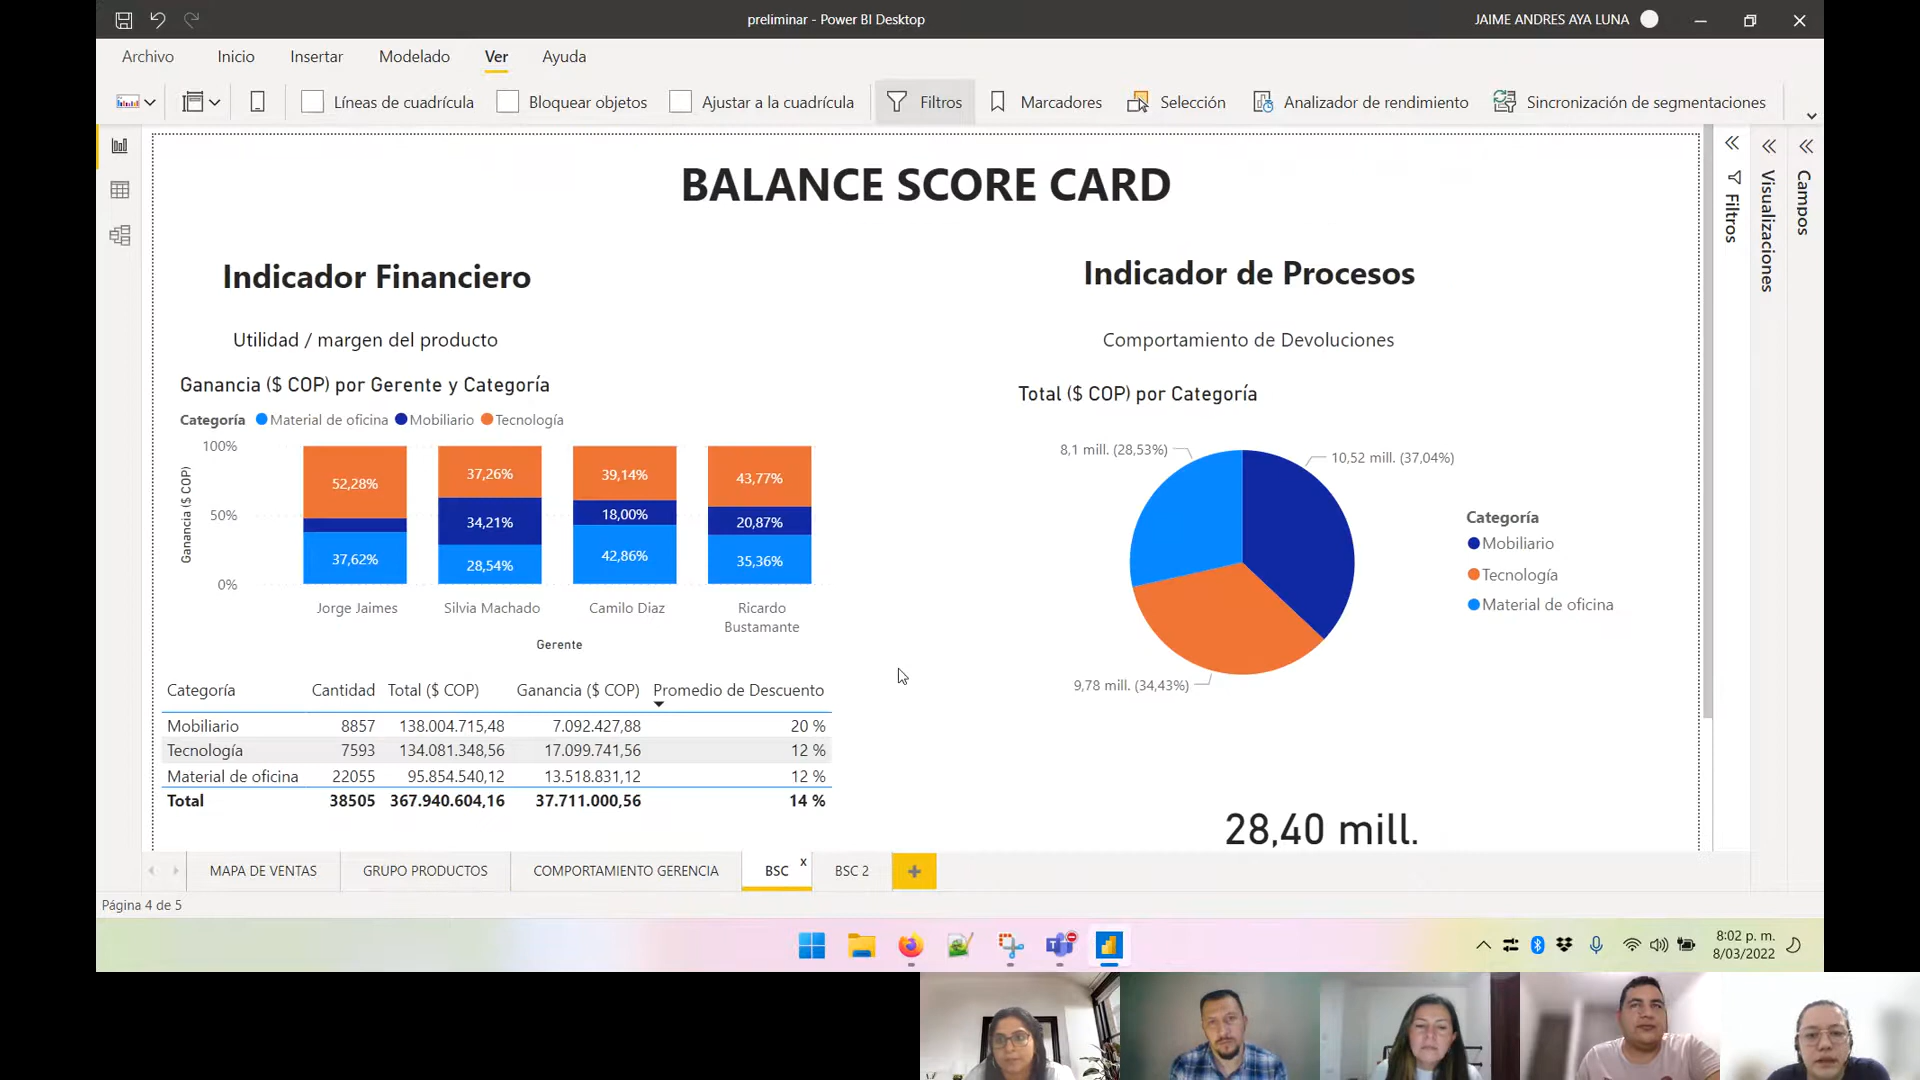 preliminar - Power BI Desktop
JAIME ANDRES AYA LUNA
Archivo Inicio Insertar Modelado Ver Ayuda
Líneas de cuadrícula Bloquear objetos Ajustar a la cuadrícula Filtros Marcadores Selección Analizador de rendimiento Sincronización de segmentaciones
BALANCE SCORE CARD
Indicador Financiero
Utilidad / margen del producto
Ganancia ($ COP) por Gerente y Categoría
Categoría Material de oficina Mobiliario Tecnología
Ganancia ($ COP)
100%
50%
0%
52,28% 37,26% 39,14% 43,77%
34,21% 18,00% 20,87%
37,62% 28,54% 42,86% 35,36%
Jorge Jaimes Silvia Machado Camilo Diaz Ricardo
Bustamante
Gerente
Categoría Cantidad Total ($ COP) Ganancia ($ COP) Promedio de Descuento
Mobiliario 8857 138.004.715,48 7.092.427,88 20 %
Tecnología 7593 134.081.348,56 17.099.741,56 12 %
Material de oficina 22055 95.854.540,12 13.518.831,12 12 %
Total 38505 367.940.604,16 37.711.000,56 14 %
Indicador de Procesos
Comportamiento de Devoluciones
Total ($ COP) por Categoría
8,1 mill. (28,53%)
10,52 mill. (37,04%)
9,78 mill. (34,43%)
Categoría
Mobiliario
Tecnología
Material de oficina
28,40 mill.
Filtros
Visualizaciones
Campos
MAPA DE VENTAS GRUPO PRODUCTOS COMPORTAMIENTO GERENCIA BSC x BSC 2 +
Página 4 de 5
8:02 p. m.
8/03/2022